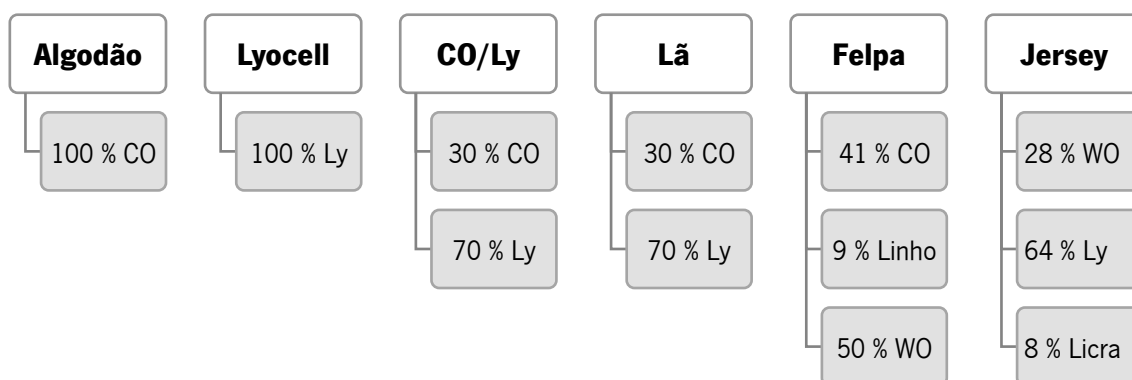 Algodão
100 % CO
Lyocell
100 % Ly
CO/Ly
30 % CO
70 % Ly
Lã
30 % CO
70 % Ly
Felpa
41 % CO
9 % Linho
50 % WO
Jersey
28 % WO
64 % Ly
8 % Licra